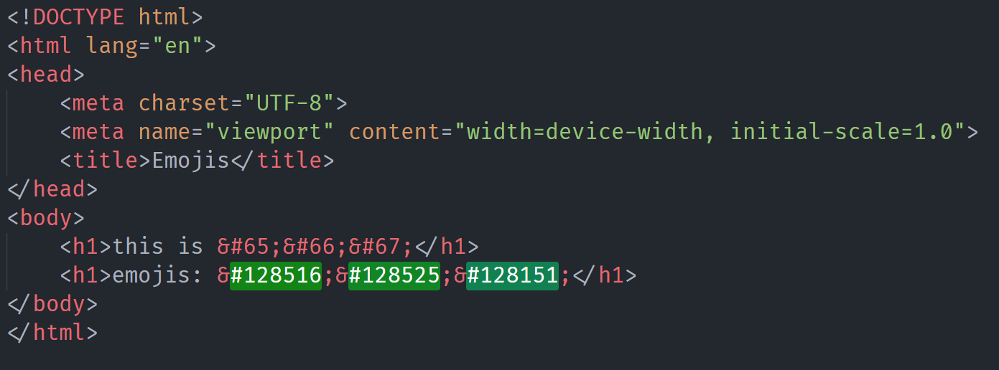 <!DOCTYPE html>
<html lang="en">
<head>
    <meta charset="UTF-8">
    <meta name="viewport" content="width=device-width, initial-scale=1.0">
    <title>Emojis</title>
</head>
<body>
    <h1>this is &#65;&#66;&#67;</h1>
    <h1>emojis: &#128516;&#128525;&#128151;</h1>
</body>
</html>